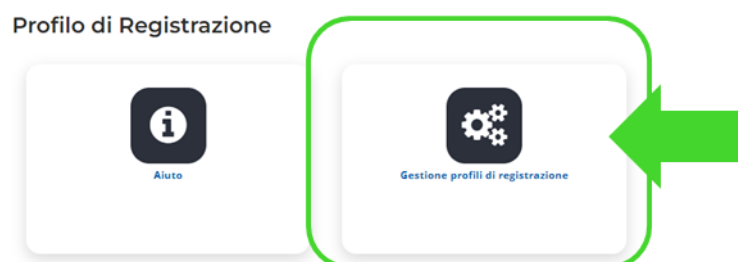 Profilo di Registrazione
Aiuto
Gestione profili di registrazione